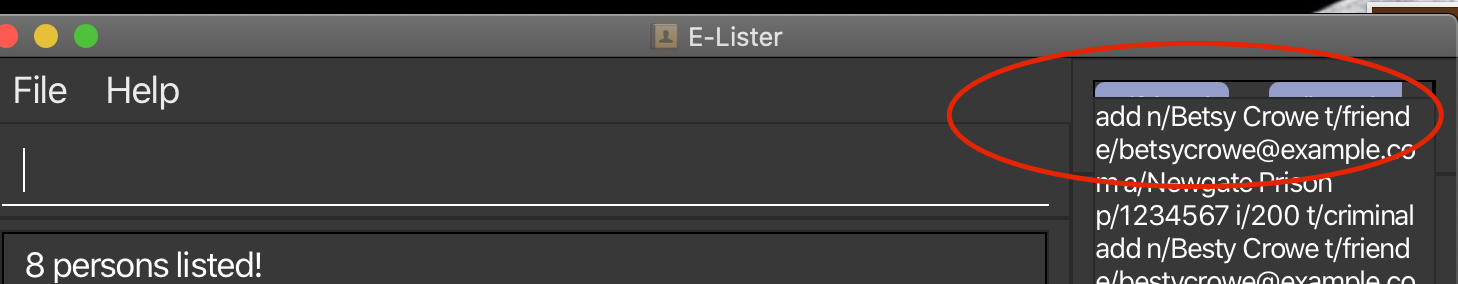 E-Lister
File Help
add n/Betsy Crowe t/friend
e/betsycrowe@example.co
m a/Newgate Prison
p/1234567 i/200 t/criminal
add n/Besty Crowe t/friend
e/bestycrowe@example.co
8 persons listed!